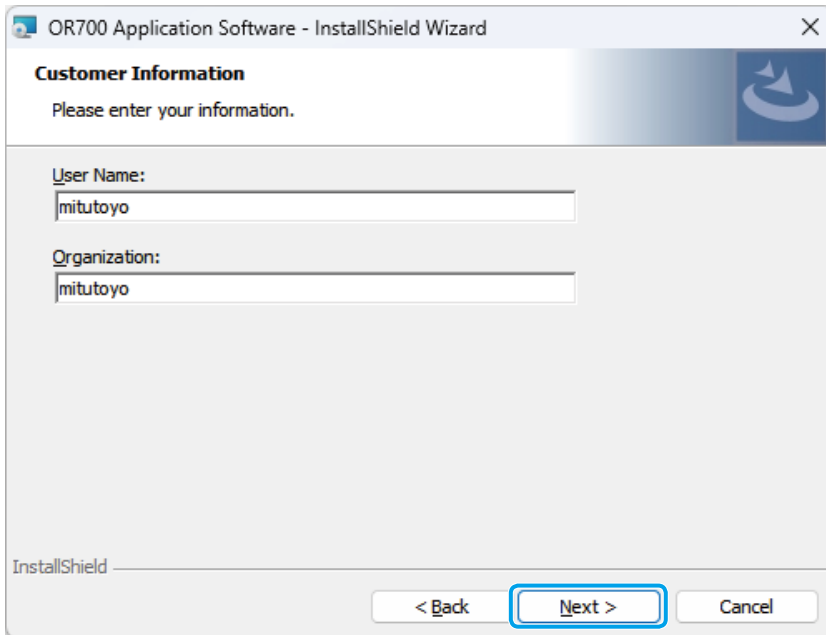 OR700 Application Software - InstallShield Wizard
Customer Information
Please enter your information.
User Name:
mitutoyo
Organization:
mitutoyo
InstallShield
< Back
Next >
Cancel